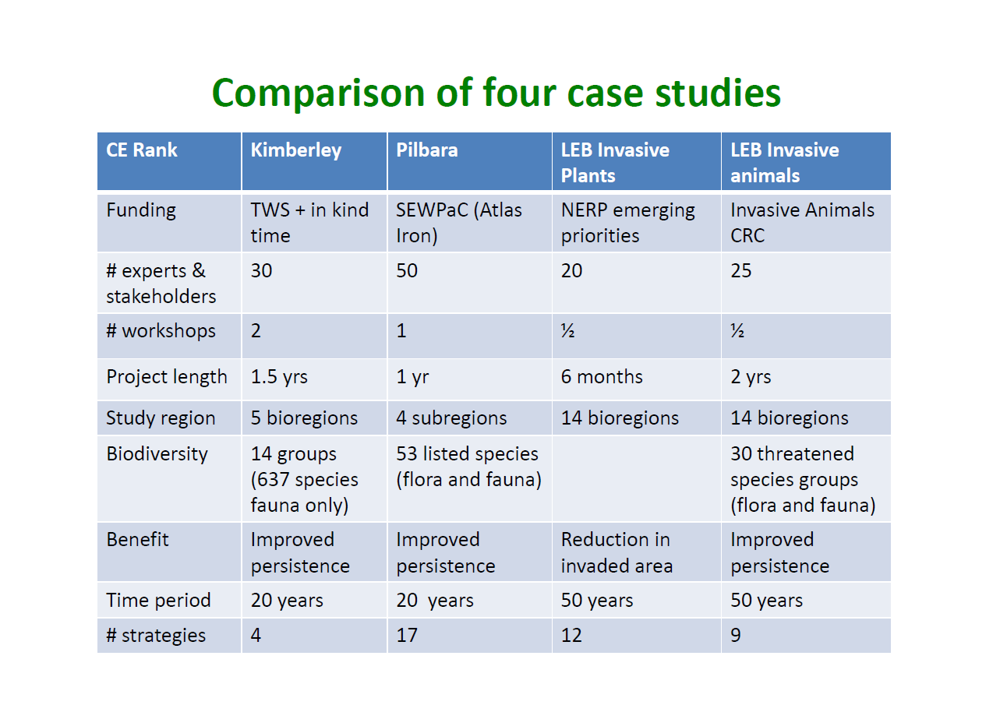 Comparison of four case studies
CE Rank
Kimberley
Pilbara
LEB Invasive
Plants
LEB Invasive
animals
Funding
TWS + in kind
time
SEWPaC (Atlas
Iron)
NERP emerging
priorities
Invasive Animals
CRC
# experts &
stakeholders
30
50
20
25
# workshops
2
1
½
½
Project length
1.5 yrs
1 yr
6 months
2 yrs
Study region
5 bioregions
4 subregions
14 bioregions
14 bioregions
Biodiversity
14 groups
(637 species
fauna only)
53 listed species
(flora and fauna)
30 threatened
species groups
(flora and fauna)
Benefit
Improved
persistence
Improved
persistence
Reduction in
invaded area
Improved
persistence
Time period
20 years
20 years
50 years
50 years
# strategies
4
17
12
9